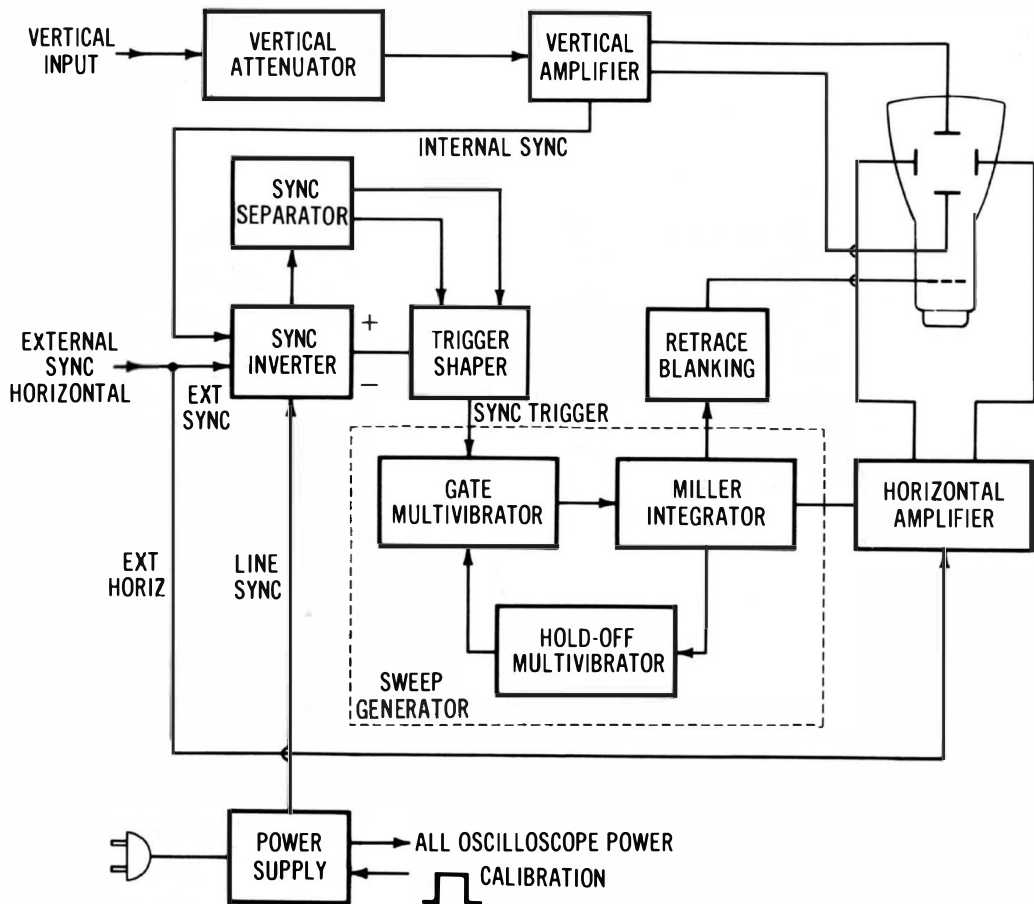 VERTICAL
INPUT
VERTICAL
ATTENUATOR
VERTICAL
AMPLIFIER
INTERNAL SYNC
SYNC
SEPARATOR
EXTERNAL
SYNC
HORIZONTAL
EXT
SYNC
SYNC
INVERTER
+
−
TRIGGER
SHAPER
RETRACE
BLANKING
SYNC TRIGGER
GATE
MULTIVIBRATOR
MILLER
INTEGRATOR
HORIZONTAL
AMPLIFIER
EXT
HORIZ
LINE
SYNC
HOLD-OFF
MULTIVIBRATOR
SWEEP
GENERATOR
POWER
SUPPLY
ALL OSCILLOSCOPE POWER
CALIBRATION